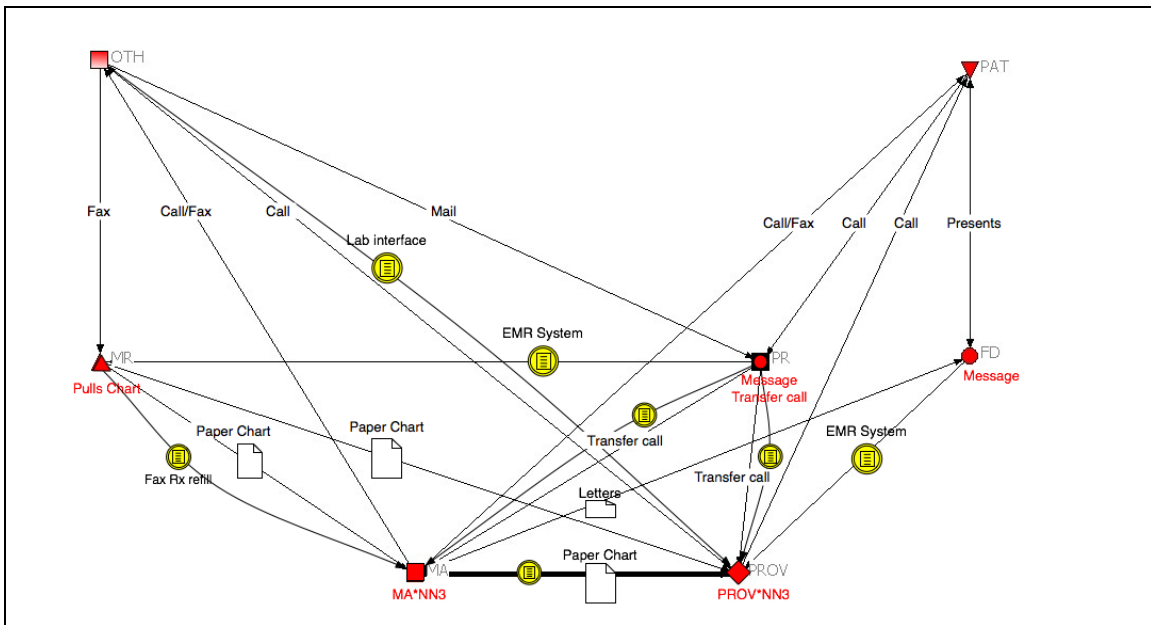 OTH
PAT
Fax
Call/Fax
Call
Mail
Call/Fax
Call
Call
Presents
Lab interface
EMR System
MR
PR
FD
Pulls Chart
Message
Transfer call
Message
Paper Chart
Paper Chart
Transfer call
EMR System
Fax Rx refill
Transfer call
Letters
Paper Chart
MA
PROV
MA*NN3
PROV*NN3